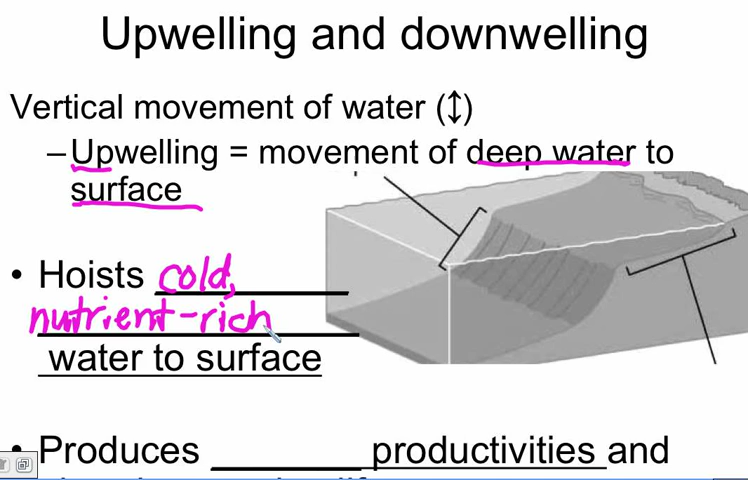 Upwelling and downwelling
Vertical movement of water (↕)
–Upwelling = movement of deep water to
surface
• Hoists cold,
nutrient-rich
water to surface
• Produces ________ productivities and